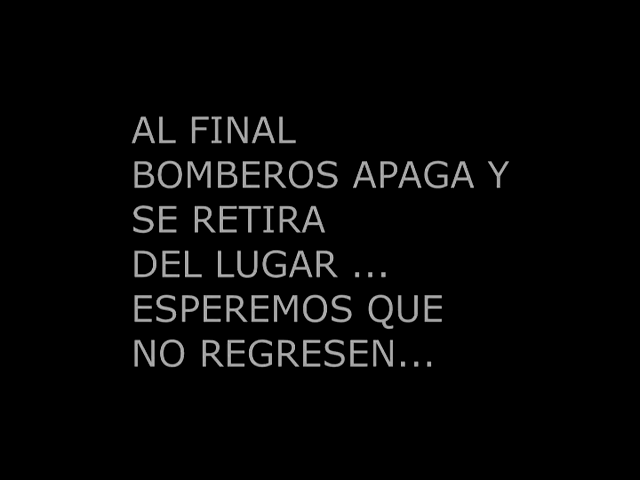 AL FINAL
BOMBEROS APAGA Y
SE RETIRA
DEL LUGAR ...
ESPEREMOS QUE
NO REGRESEN...